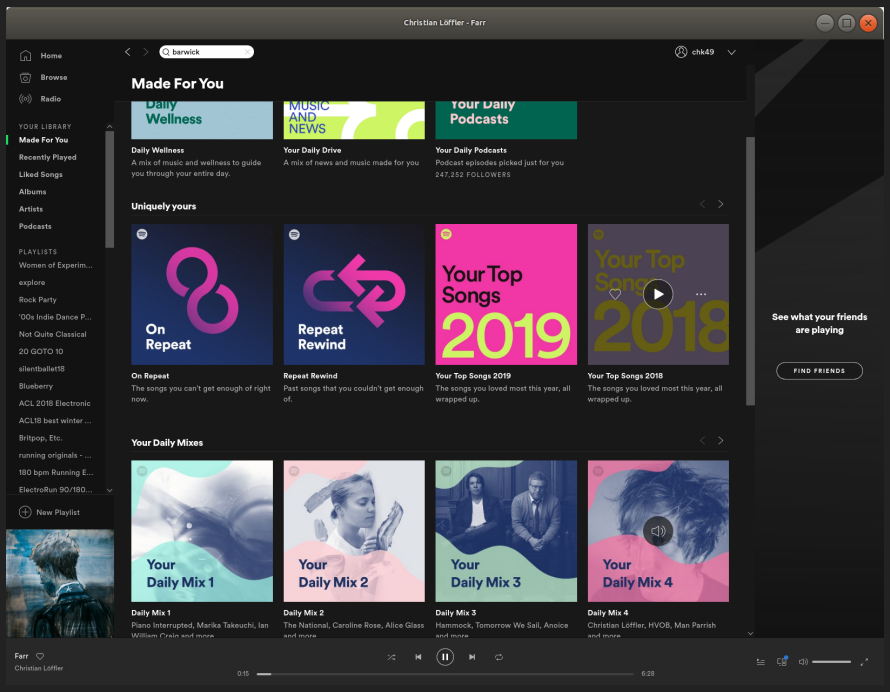 Christian Löffler - Farr
barwick
chk49
Home
Browse
Radio
YOUR LIBRARY
Made For You
Recently Played
Liked Songs
Albums
Artists
Podcasts
PLAYLISTS
Women of Experim...
explore
Rock Party
'00s Indie Dance P...
Not Quite Classical
20 GOTO 10
silentballet18
Blueberry
ACL 2018 Electronic
ACL18 best winter ...
Britpop, Etc.
running originals - ...
180 bpm Running E...
ElectroRun 90/180...
New Playlist
Made For You
Daily
Wellness
MUSIC
AND
NEWS
Your Daily
Podcasts
Daily Wellness
A mix of music and wellness to guide
you through your entire day.
Your Daily Drive
A mix of news and music made for you
Your Daily Podcasts
Podcast episodes picked just for you
247,252 FOLLOWERS
Uniquely yours
On
Repeat
Repeat
Rewind
Your Top
Songs
2019
Your Top
Songs
2018
On Repeat
The songs you can't get enough of right
now.
Repeat Rewind
Past songs that you couldn't get enough
of.
Your Top Songs 2019
The songs you loved most this year, all
wrapped up.
Your Top Songs 2018
The songs you loved most this year, all
wrapped up.
Your Daily Mixes
Your
Daily Mix 1
Your
Daily Mix 2
Your
Daily Mix 3
Your
Daily Mix 4
Daily Mix 1
Piano Interrupted, Marika Takeuchi, Ian
William Craig and more
Daily Mix 2
The National, Caroline Rose, Alice Glass
and more
Daily Mix 3
Hammock, Tomorrow We Sail, Anoice
and more
Daily Mix 4
Christian Löffler, HVOB, Man Parrish
and more
See what your friends
are playing
FIND FRIENDS
Farr
Christian Löffler
0:15
6:28